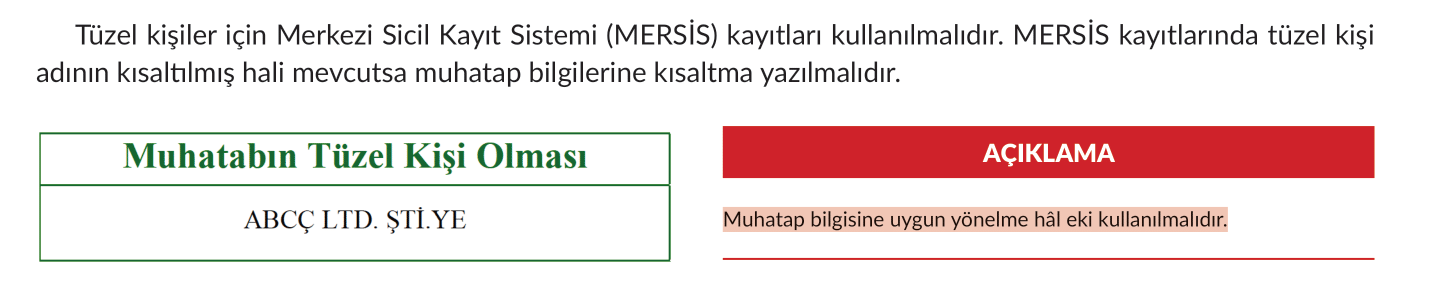 Tüzel kişiler için Merkezi Sicil Kayıt Sistemi (MERSİS) kayıtları kullanılmalıdır. MERSİS kayıtlarında tüzel kişi
adının kısaltılmış hali mevcutsa muhatap bilgilerine kısaltma yazılmalıdır.
Muhatabın Tüzel Kişi Olması
ABCÇ LTD. ŞTİ.YE
AÇIKLAMA
Muhatap bilgisine uygun yönelme hâl eki kullanılmalıdır.